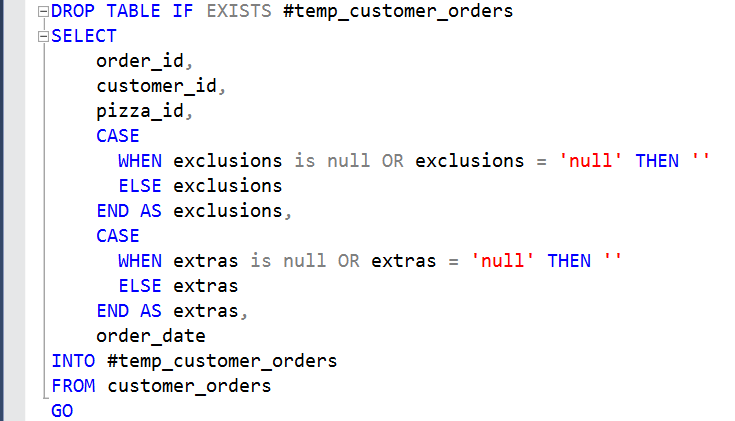 DROP TABLE IF EXISTS #temp_customer_orders
SELECT
order_id,
customer_id,
pizza_id,
CASE
WHEN exclusions is null OR exclusions = 'null' THEN ''
ELSE exclusions
END AS exclusions,
CASE
WHEN extras is null OR extras = 'null' THEN ''
ELSE extras
END AS extras,
order_date
INTO #temp_customer_orders
FROM customer_orders
GO